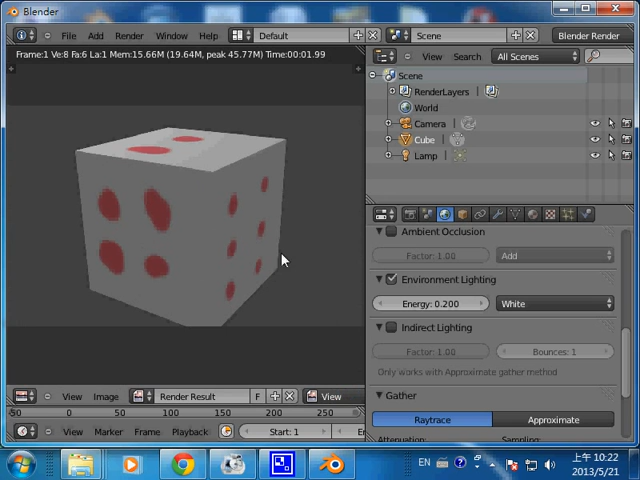 Blender
File Add Render Window Help Default Scene Blender Render
Frame:1 Ve:8 Fa:6 La:1 Mem:15.66M (19.64M, peak 45.77M) Time:00:01.99
View Search All Scenes
Scene
RenderLayers
World
Camera
Cube
Lamp
Ambient Occlusion
Factor: 1.00 Add
Environment Lighting
Energy: 0.200 White
Indirect Lighting
Factor: 1.00 Bounces: 1
Only works with Approximate gather method
Gather
Raytrace Approximate
Attenuation: Sampling:
View Image Render Result F View
-50 0 50 100 150 200 250
View Marker Frame Playback Start: 1
EN 上午 10:22
2013/5/21